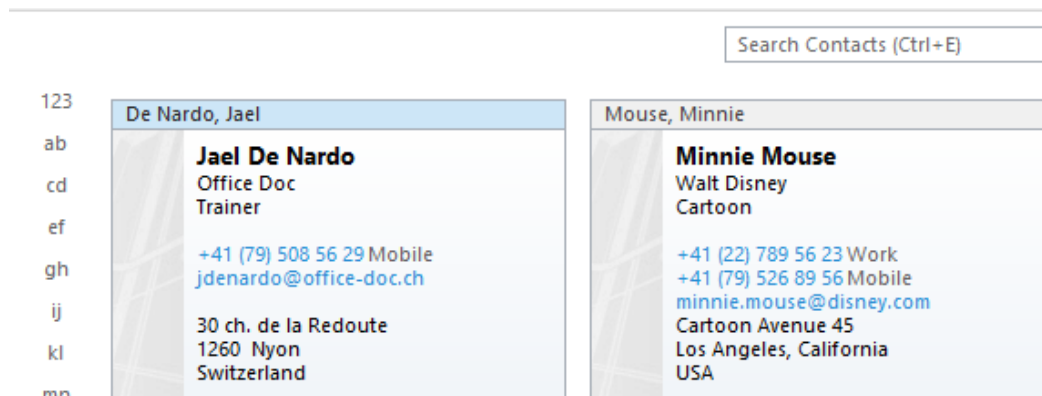 Search Contacts (Ctrl+E)
123
ab
cd
ef
gh
ij
kl
mn
De Nardo, Jael
Jael De Nardo
Office Doc
Trainer
+41 (79) 508 56 29 Mobile
jdenardo@office-doc.ch
30 ch. de la Redoute
1260  Nyon
Switzerland
Mouse, Minnie
Minnie Mouse
Walt Disney
Cartoon
+41 (22) 789 56 23 Work
+41 (79) 526 89 56 Mobile
minnie.mouse@disney.com
Cartoon Avenue 45
Los Angeles, California
USA